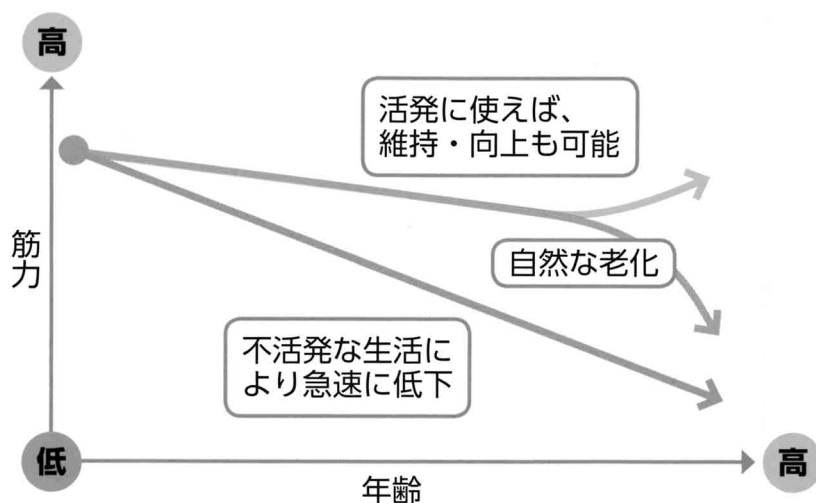 高
活発に使えば、
維持・向上も可能
筋力
自然な老化
不活発な生活に
より急速に低下
低
年齢
高